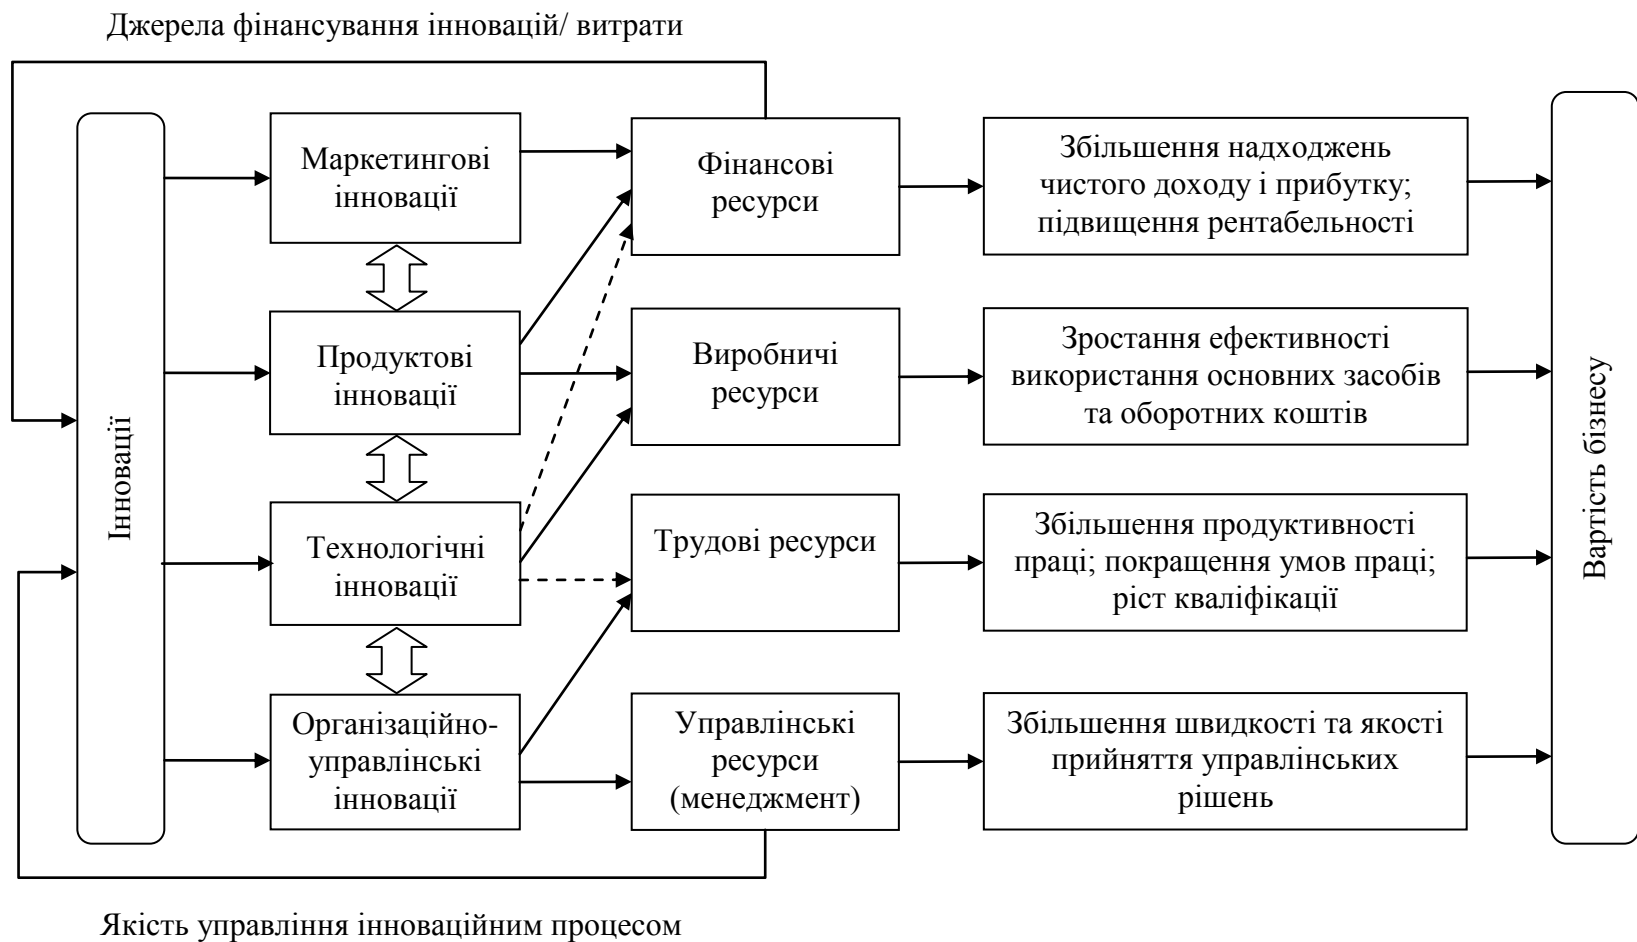 Джерела фінансування інновацій/ витрати
Інновації
Маркетингові
інновації
Фінансові
ресурси
Збільшення надходжень
чистого доходу і прибутку;
підвищення рентабельності
Продуктові
інновації
Виробничі
ресурси
Зростання ефективності
використання основних засобів
та оборотних коштів
Технологічні
інновації
Трудові ресурси
Збільшення продуктивності
праці; покращення умов праці;
ріст кваліфікації
Організаційно-
управлінські
інновації
Управлінські
ресурси
(менеджмент)
Збільшення швидкості та якості
прийняття управлінських
рішень
Вартість бізнесу
Якість управління інноваційним процесом